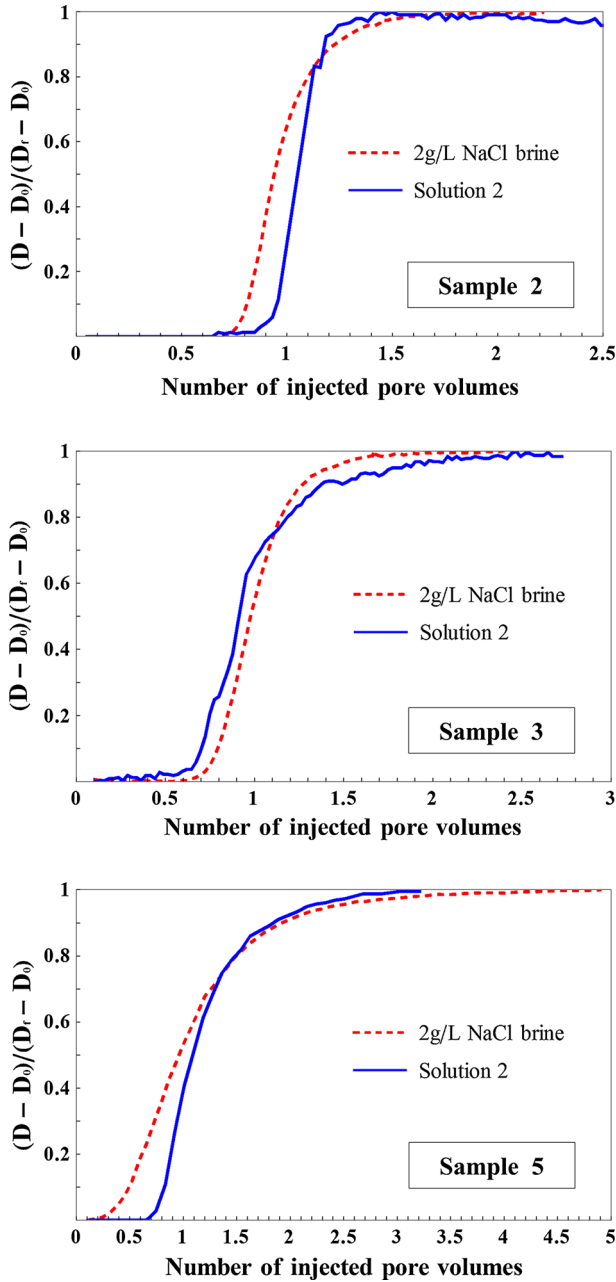 1
0.8
0.6
0.4
0.2
(D − D₀)/(Df − D₀)
2g/L NaCl brine
Solution 2
Sample 2
0 0.5 1 1.5 2 2.5
Number of injected pore volumes
1
0.8
0.6
0.4
0.2
(D − D₀)/(Df − D₀)
2g/L NaCl brine
Solution 2
Sample 3
0 0.5 1 1.5 2 2.5 3
Number of injected pore volumes
1
0.8
0.6
0.4
0.2
(D − D₀)/(Df − D₀)
2g/L NaCl brine
Solution 2
Sample 5
0 0.5 1 1.5 2 2.5 3 3.5 4 4.5 5
Number of injected pore volumes